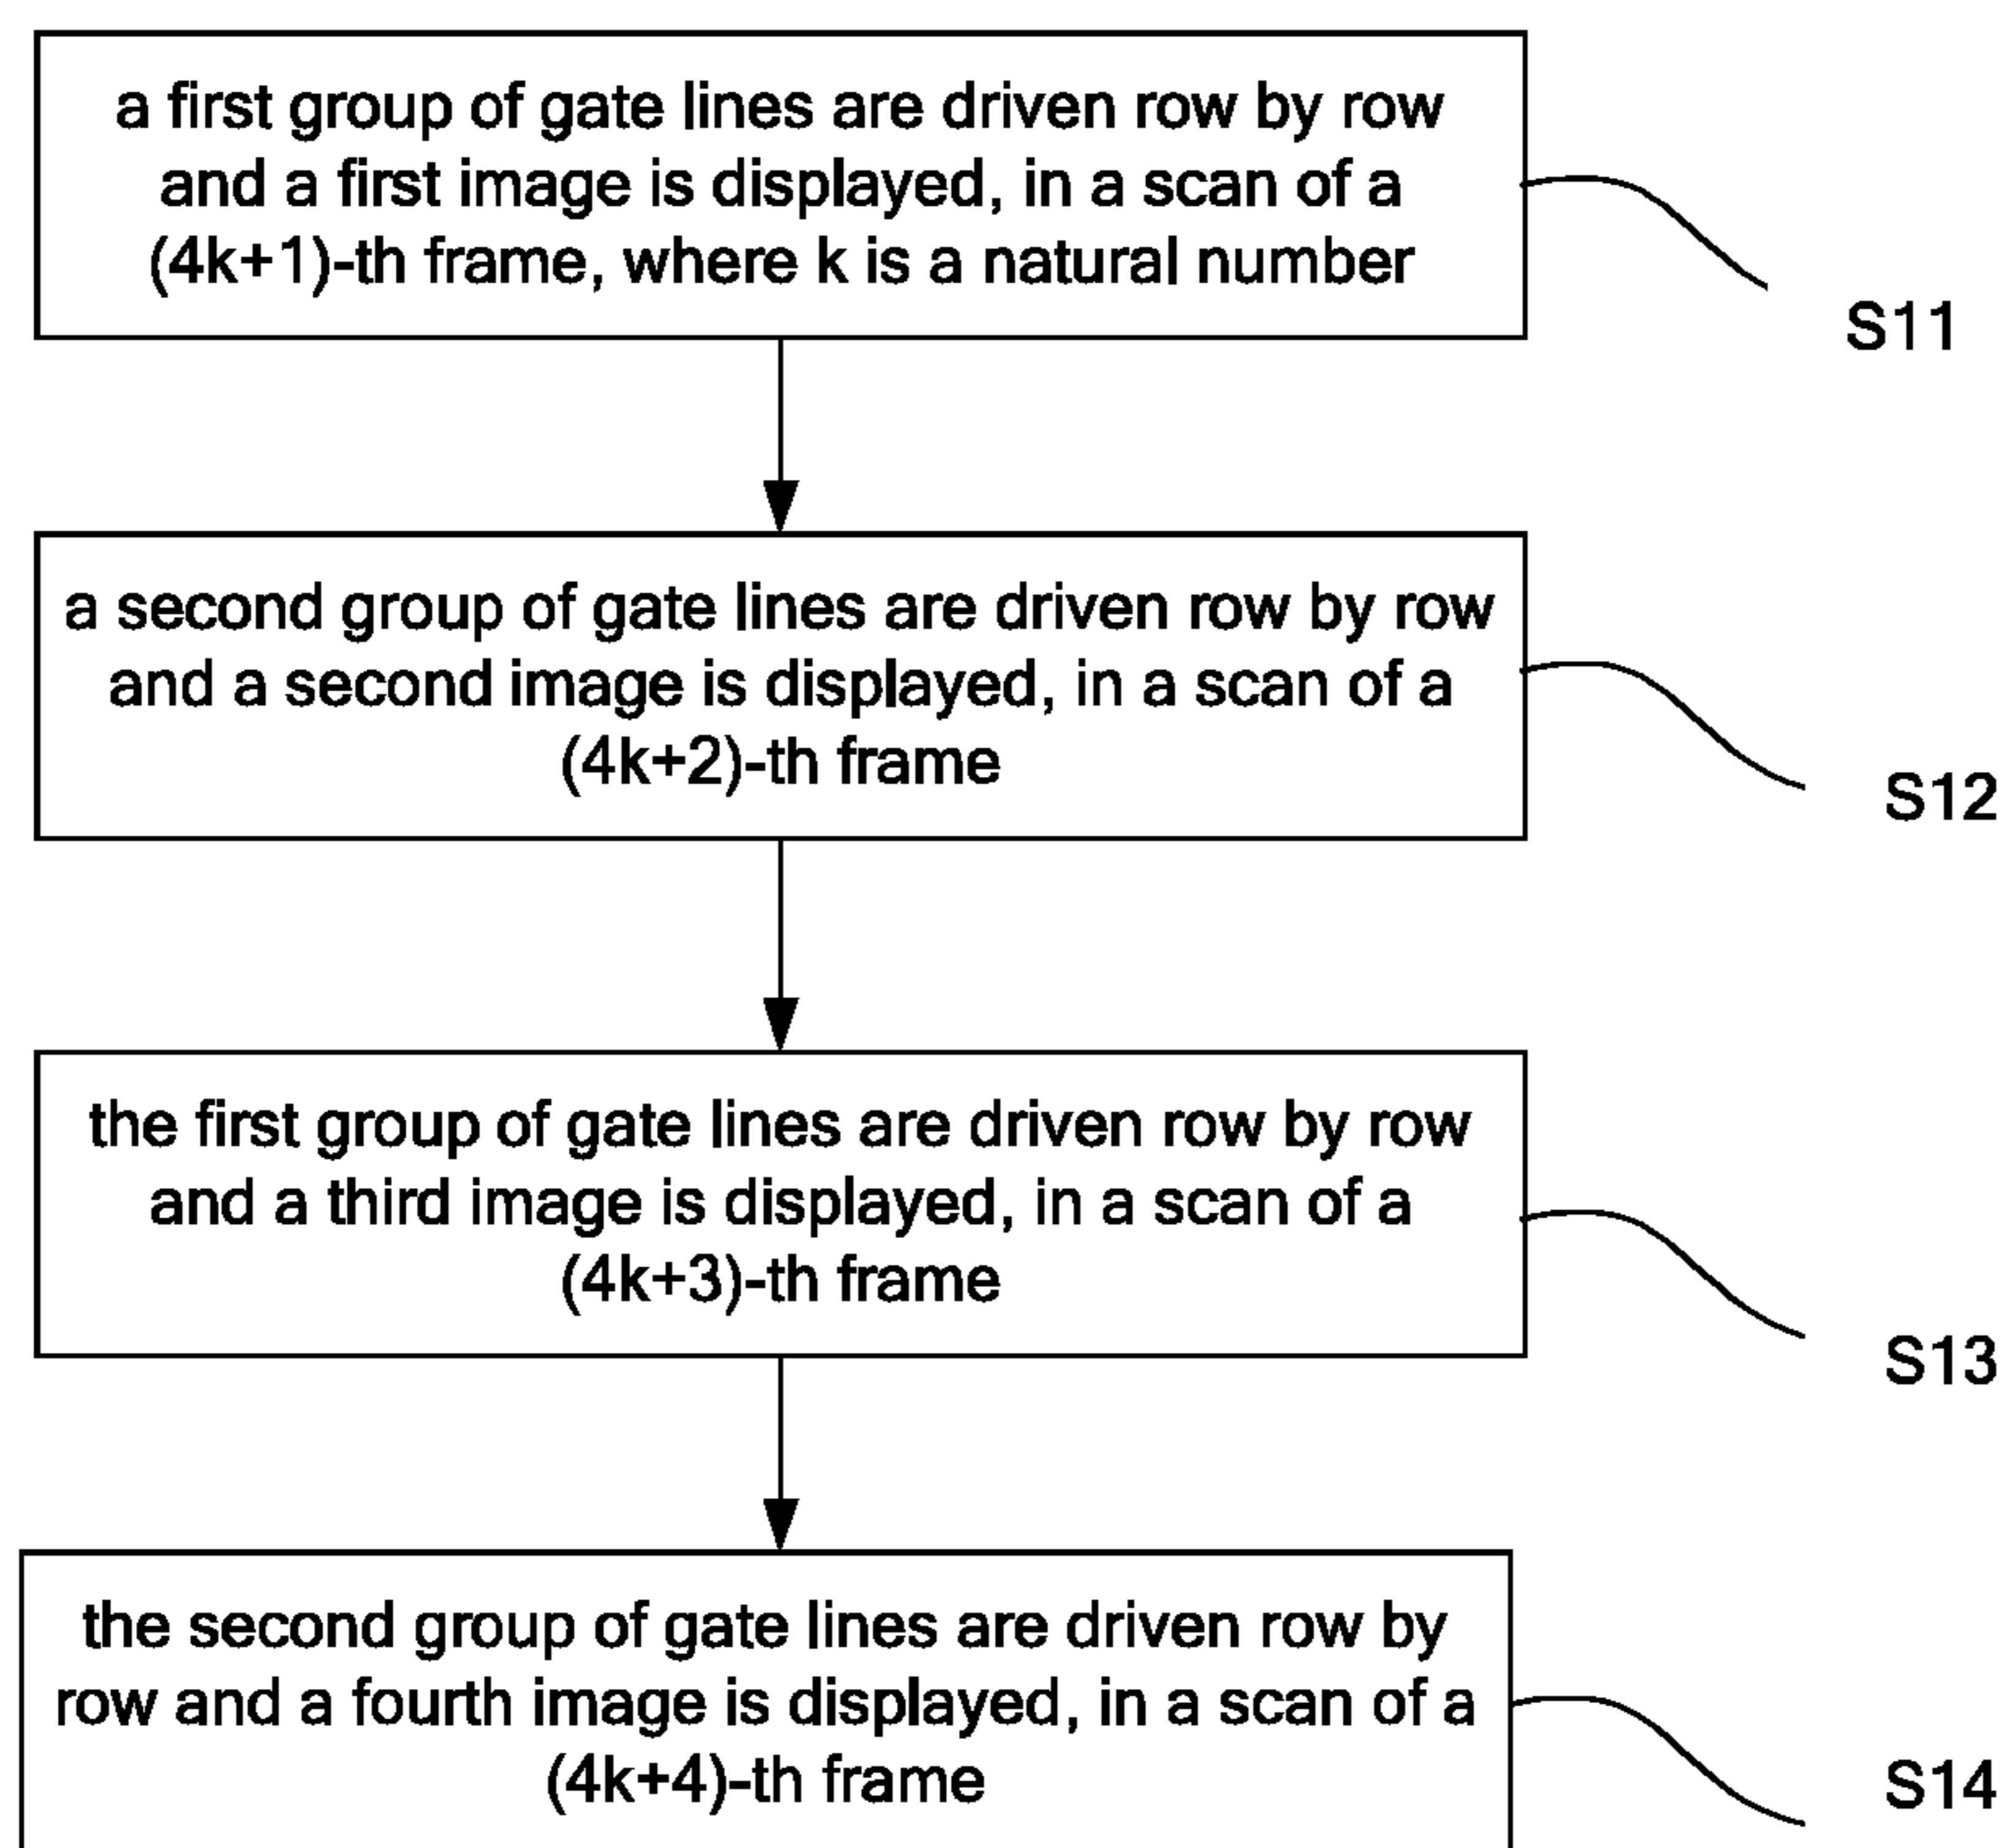 a first group of gate lines are driven row by row
and a first image is displayed, in a scan of a
(4k+1)-th frame, where k is a natural number
S11
a second group of gate lines are driven row by row
and a second image is displayed, in a scan of a
(4k+2)-th frame
S12
the first group of gate lines are driven row by row
and a third image is displayed, in a scan of a
(4k+3)-th frame
S13
the second group of gate lines are driven row by
row and a fourth image is displayed, in a scan of a
(4k+4)-th frame
S14